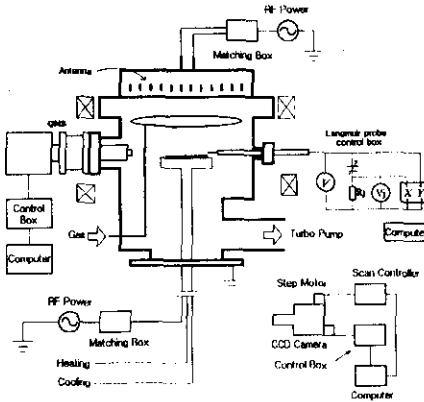 RF Power
Matching Box
Antenna
QMS
Langmuir probe
control box
V
V
X Y
Control
Box
Gas
Turbo Pump
Computer
Computer
RF Power
Matching Box
Heating
Cooling
Step Motor
Scan Controller
CCD Camera
Control Box
Computer